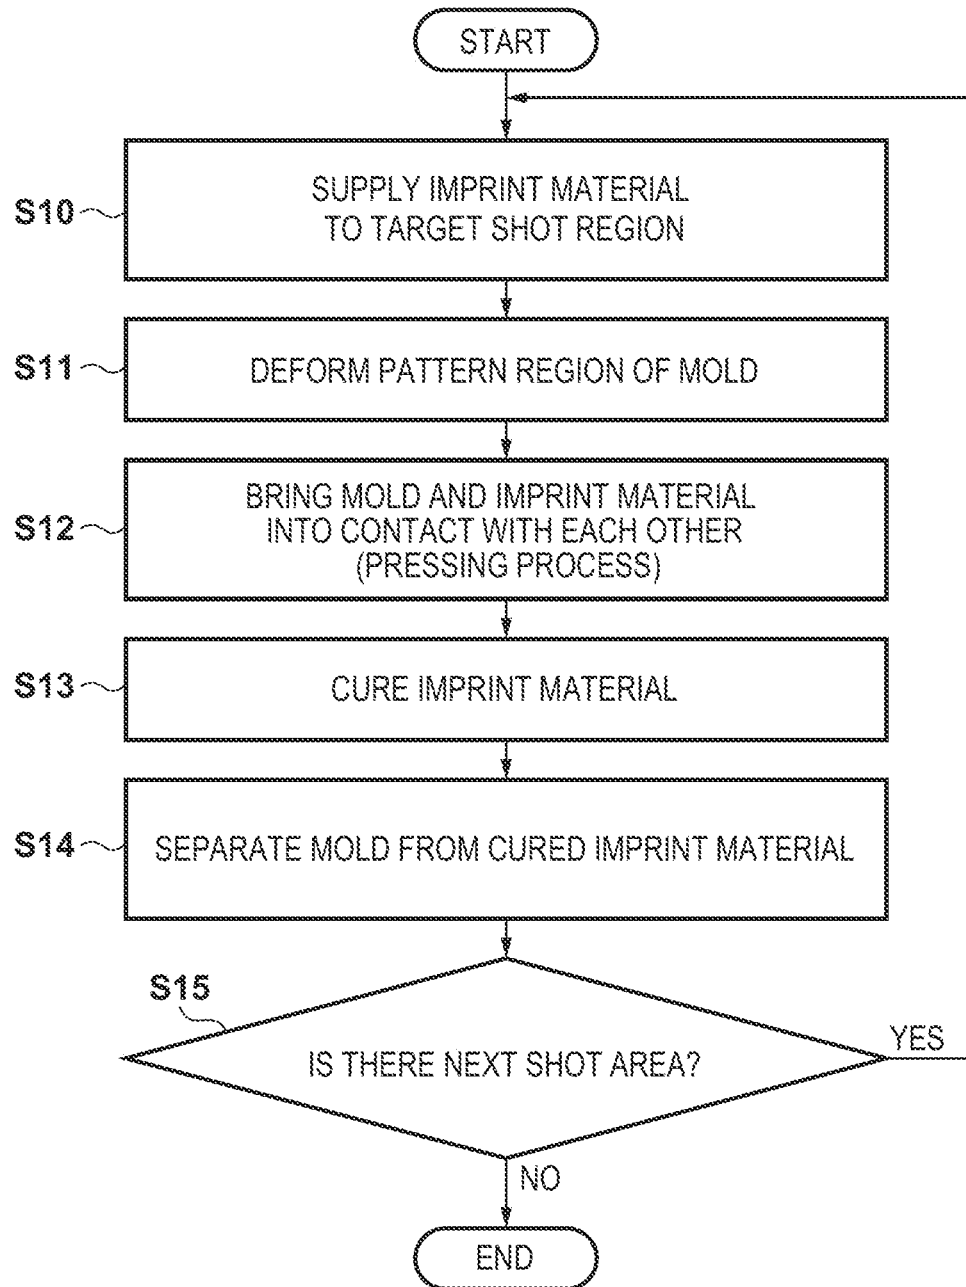 START
S10
SUPPLY IMPRINT MATERIAL
TO TARGET SHOT REGION
S11
DEFORM PATTERN REGION OF MOLD
S12
BRING MOLD AND IMPRINT MATERIAL
INTO CONTACT WITH EACH OTHER
(PRESSING PROCESS)
S13
CURE IMPRINT MATERIAL
S14
SEPARATE MOLD FROM CURED IMPRINT MATERIAL
S15
IS THERE NEXT SHOT AREA?
YES
NO
END